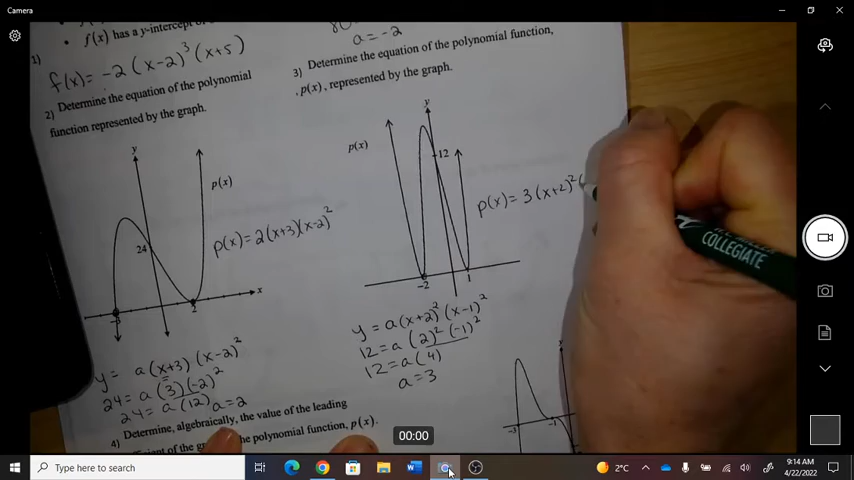 Camera
f(x) has a y-intercept of
1)
f(x) = -2 (x-2)³ (x+5)
2) Determine the equation of the polynomial
function represented by the graph.
y
p(x)
24
p(x) = 2(x+3)(x-2)²
-3
2
x
y = a(x+3) (x-2)²
24 = a (3)(-2)²
24 = a (12)
a = 2
a = -2
3) Determine the equation of the polynomial function,
, p(x), represented by the graph.
p(x)
y
12
p(x) = 3 (x+2)² (
-2
1
y = a(x+2)² (x-1)²
12 = a (2)² (-1)²
12 = a (4)
a = 3
4) Determine, algebraically, the value of the leading
the polynomial function, p(x).
y
-3
-1
COLLEGIATE
00:00
Type here to search
2°C
9:14 AM
4/22/2022